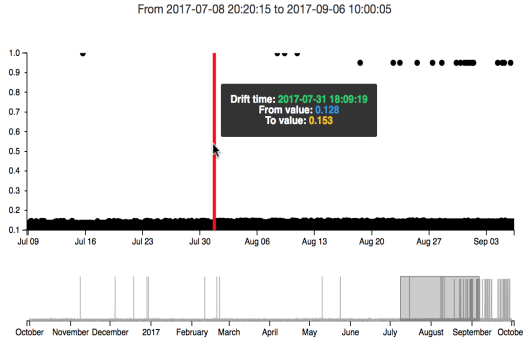 From 2017-07-08 20:20:15 to 2017-09-06 10:00:05
1.0
0.9
0.8
0.7
0.6
0.5
0.4
0.3
0.2
0.1
Drift time: 2017-07-31 18:09:19
From value: 0.128
To value: 0.153
Jul 09 Jul 16 Jul 23 Jul 30 Aug 06 Aug 13 Aug 20 Aug 27 Sep 03
October November December 2017 February March April May June July August September Octobe